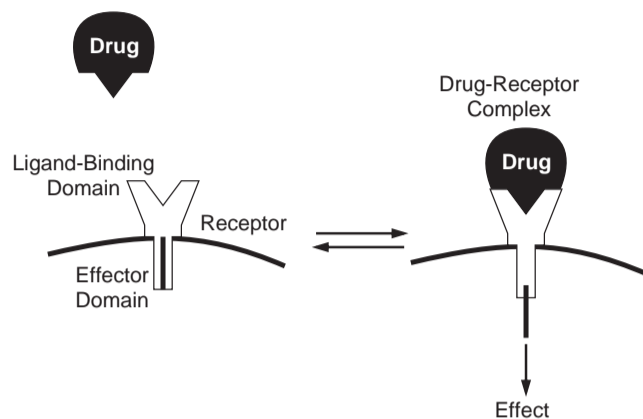 Drug
Ligand-Binding
Domain
Receptor
Effector
Domain
Drug-Receptor
Complex
Drug
Effect